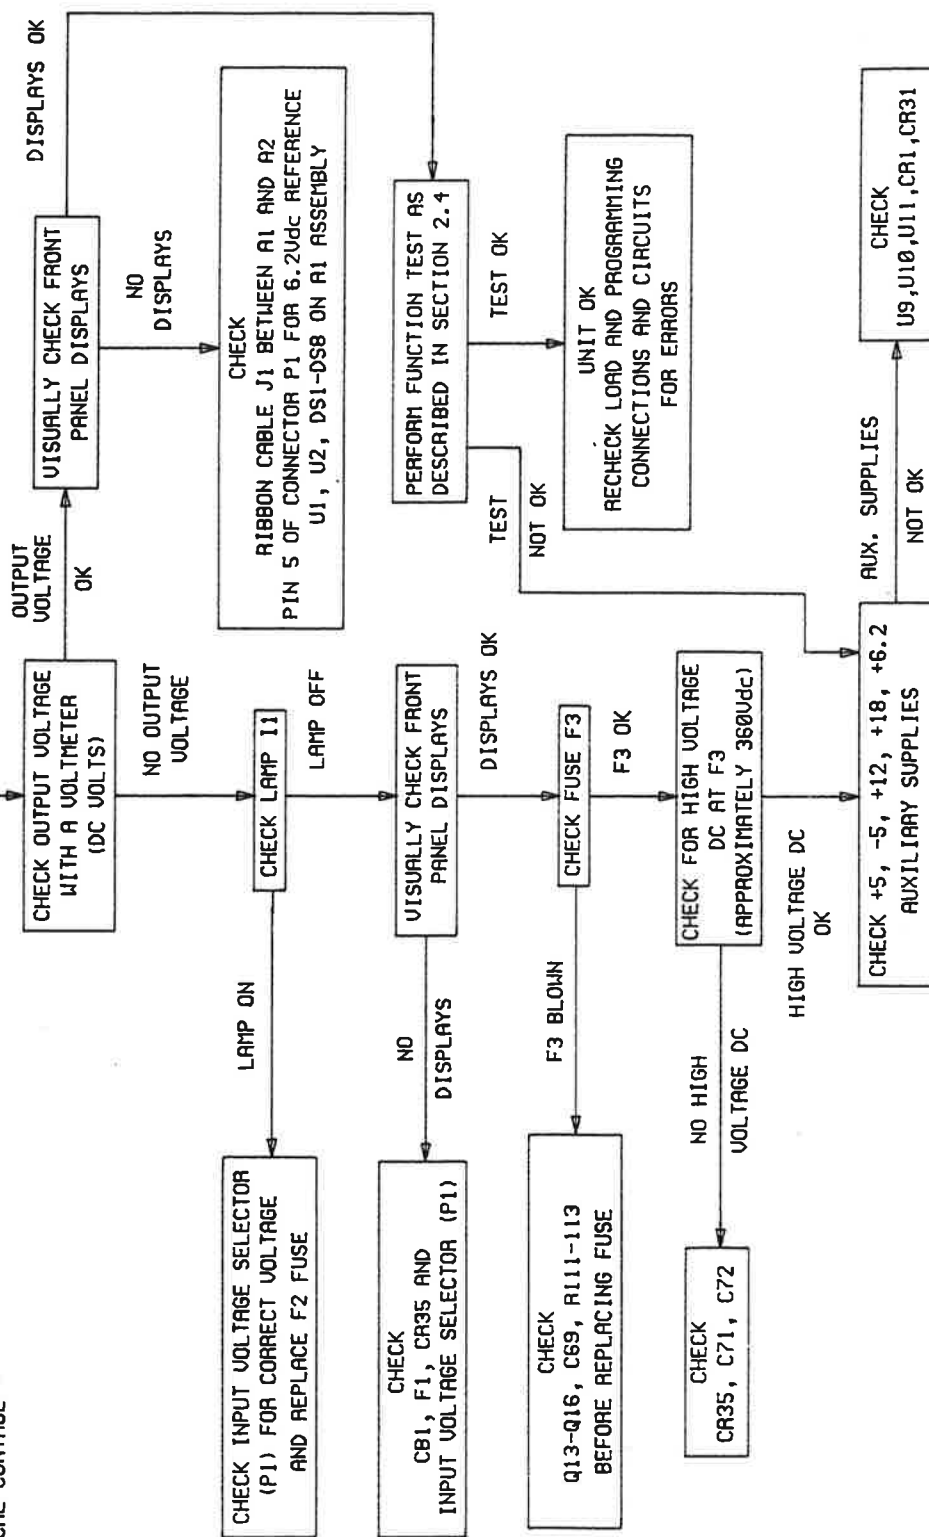 CHECK OUTPUT VOLTAGE
WITH A VOLTMETER
(DC VOLTS)
OUTPUT
VOLTAGE
OK
VISUALLY CHECK FRONT
PANEL DISPLAYS
DISPLAYS OK
NO
DISPLAYS
CHECK
RIBBON CABLE J1 BETWEEN A1 AND A2
PIN 5 OF CONNECTOR P1 FOR 6.2Vdc REFERENCE
U1, U2, DS1-DS8 ON A1 ASSEMBLY
NO OUTPUT
VOLTAGE
CHECK LAMP I1
LAMP ON
CHECK INPUT VOLTAGE SELECTOR
(P1) FOR CORRECT VOLTAGE
AND REPLACE F2 FUSE
LAMP OFF
VISUALLY CHECK FRONT
PANEL DISPLAYS
NO
DISPLAYS
CHECK
CB1, F1, CR35 AND
INPUT VOLTAGE SELECTOR (P1)
DISPLAYS OK
PERFORM FUNCTION TEST AS
DESCRIBED IN SECTION 2.4
TEST OK
TEST
NOT OK
UNIT OK
RECHECK LOAD AND PROGRAMMING
CONNECTIONS AND CIRCUITS
FOR ERRORS
CHECK FUSE F3
F3 BLOWN
CHECK
Q13-Q16, C69, R111-113
BEFORE REPLACING FUSE
F3 OK
CHECK FOR HIGH VOLTAGE
DC AT F3
(APPROXIMATELY 360Vdc)
NO HIGH
VOLTAGE DC
CHECK
CR35, C71, C72
HIGH VOLTAGE DC
OK
CHECK +5, -5, +12, +18, +6.2
AUXILIARY SUPPLIES
AUX. SUPPLIES
NOT OK
CHECK
U9,U10,U11,CR1,CR31